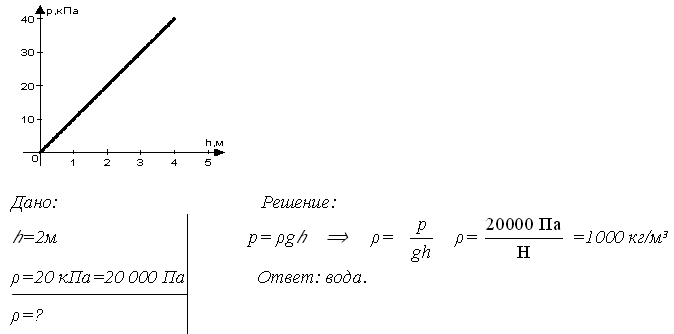 p,кПа
40
30
20
10
0
1 2 3 4 5
h,м
Дано:
Решение:
h=2м
p = ρgh ⟹ ρ = p/gh ρ = 20000 Па/Н =1000 кг/м³
ρ=20 кПа=20 000 Па
Ответ: вода.
ρ=?